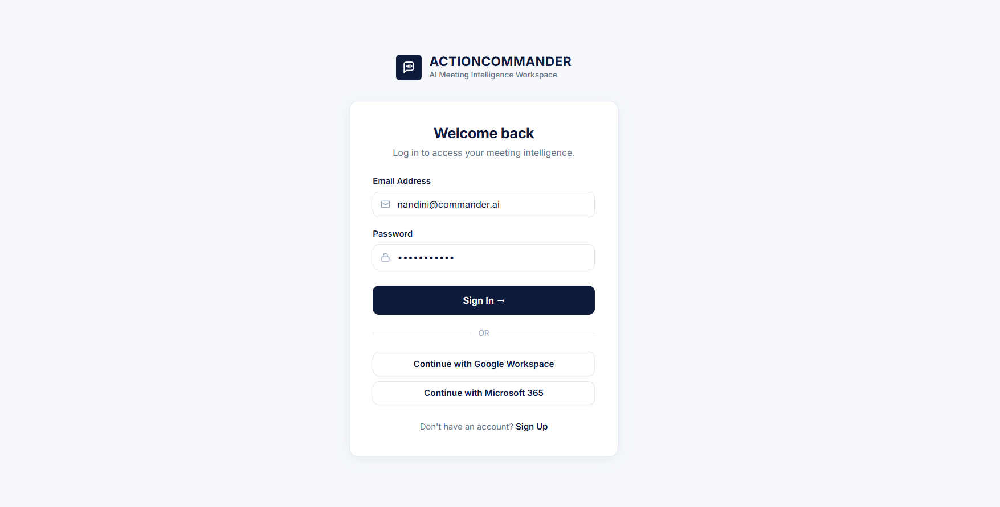 ACTIONCOMMANDER
AI Meeting Intelligence Workspace
Welcome back
Log in to access your meeting intelligence.
Email Address
nandini@commander.ai
Password
•••••••••••
Sign In →
OR
Continue with Google Workspace
Continue with Microsoft 365
Don't have an account? Sign Up